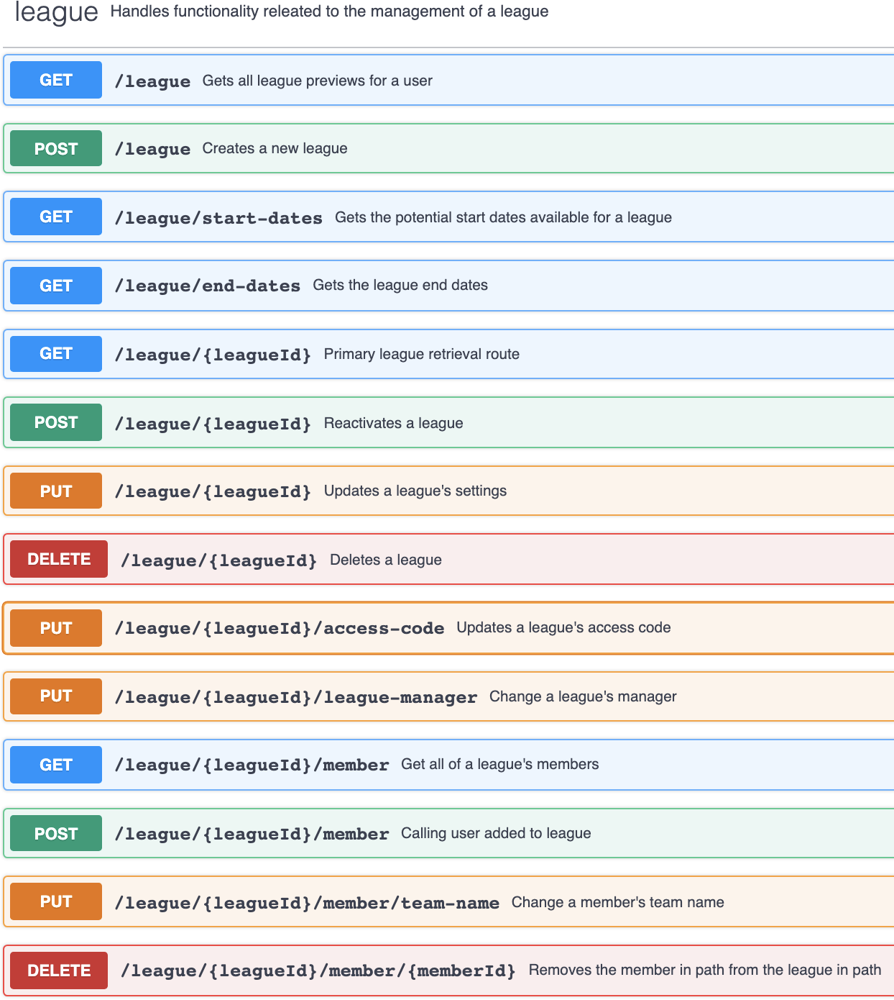 league Handles functionality releated to the management of a league
GET /league Gets all league previews for a user
POST /league Creates a new league
GET /league/start-dates Gets the potential start dates available for a league
GET /league/end-dates Gets the league end dates
GET /league/{leagueId} Primary league retrieval route
POST /league/{leagueId} Reactivates a league
PUT /league/{leagueId} Updates a league's settings
DELETE /league/{leagueId} Deletes a league
PUT /league/{leagueId}/access-code Updates a league's access code
PUT /league/{leagueId}/league-manager Change a league's manager
GET /league/{leagueId}/member Get all of a league's members
POST /league/{leagueId}/member Calling user added to league
PUT /league/{leagueId}/member/team-name Change a member's team name
DELETE /league/{leagueId}/member/{memberId} Removes the member in path from the league in path